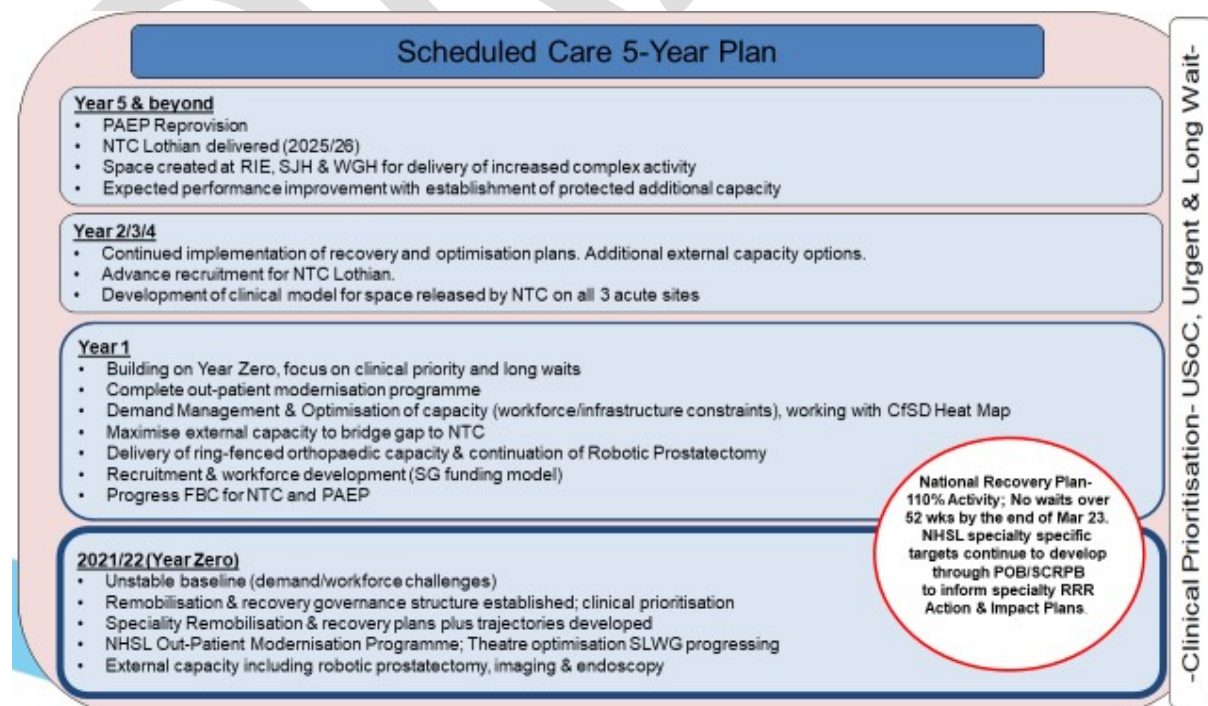 Scheduled Care 5-Year Plan
Year 5 & beyond
• PAEP Reprovision
• NTC Lothian delivered (2025/26)
• Space created at RIE, SJH & WGH for delivery of increased complex activity
• Expected performance improvement with establishment of protected additional capacity
Year 2/3/4
• Continued implementation of recovery and optimisation plans. Additional external capacity options.
• Advance recruitment for NTC Lothian.
• Development of clinical model for space released by NTC on all 3 acute sites
Year 1
• Building on Year Zero, focus on clinical priority and long waits
• Complete out-patient modernisation programme
• Demand Management & Optimisation of capacity (workforce/infrastructure constraints), working with CfSD Heat Map
• Maximise external capacity to bridge gap to NTC
• Delivery of ring-fenced orthopaedic capacity & continuation of Robotic Prostatectomy
• Recruitment & workforce development (SG funding model)
• Progress FBC for NTC and PAEP
National Recovery Plan-
110% Activity; No waits over
52 wks by the end of Mar 23.
NHSL specialty specific
targets continue to develop
through POB/SCRPB
to inform specialty RRR
Action & Impact Plans.
2021/22 (Year Zero)
• Unstable baseline (demand/workforce challenges)
• Remobilisation & recovery governance structure established; clinical prioritisation
• Speciality Remobilisation & recovery plans plus trajectories developed
• NHSL Out-Patient Modernisation Programme; Theatre optimisation SLWG progressing
• External capacity including robotic prostatectomy, imaging & endoscopy
-Clinical Prioritisation- USoC, Urgent & Long Wait-